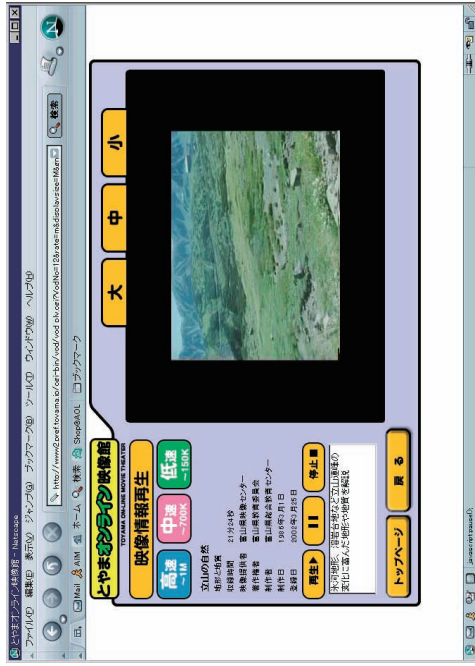 とやまオンライン映像館 - Netscape
ファイル(F) 編集(E) 表示(V) ジャンプ(G) ブックマーク(B) ツール(T) ウィンドウ(W) ヘルプ(H)
検索
Mail AIM ホーム 検索 Shop@AOL ブックマーク
とやまオンライン映像館
TOYAMA ON-LINE MOVIE THEATER
大 中 小
映像情報再生
高速 ~1M
中速 ~700K
低速 ~150K
立山の自然
地形と地質
収録時間 21分24秒
映像提供者 富山県映像センター
著作権者 富山県教育委員会
制作者 富山県総合教育センター
制作日 1986年3月1日
登録日 2002年3月05日
再生 停止
氷河地形、溶岩台地など立山連峰の
変化に富んだ地形や地質を解説
トップページ 戻る